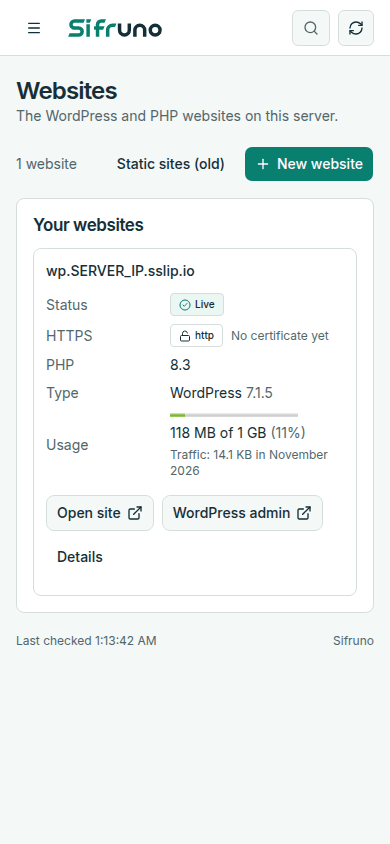 Sifruno
Websites
The WordPress and PHP websites on this server.
1 website
Static sites (old)
New website
Your websites
wp.SERVER_IP.sslip.io
Status
Live
HTTPS
http
No certificate yet
PHP
8.3
Type
WordPress 7.1.5
Usage
118 MB of 1 GB (11%)
Traffic: 14.1 KB in November
2026
Open site
WordPress admin
Details
Last checked 1:13:42 AM
Sifruno